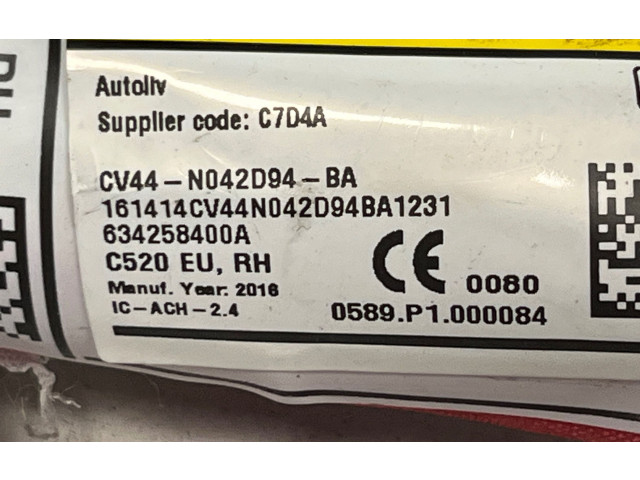 RH
Autoliv
Supplier code: C7D4A
CV44-N042D94-BA
161414CV44N042D94BA1231
634258400A
C520 EU, RH
Manuf. Year: 2016
IC-ACH-2.4
CE 0080
0589.P1.000084